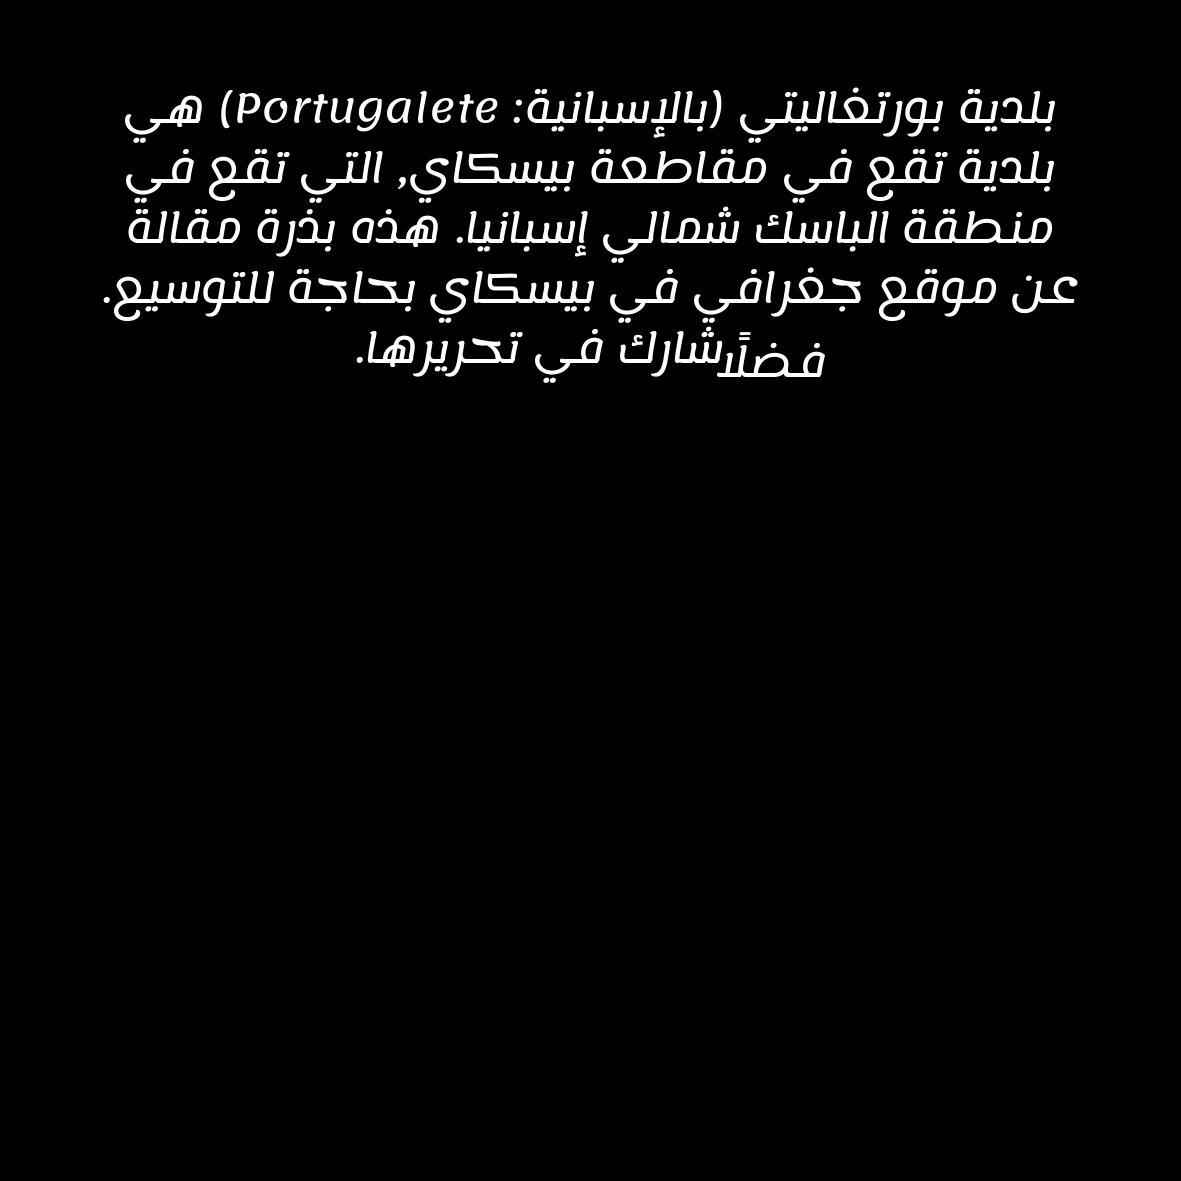 بلدية بورتغاليتي (بالإسبانية: Portugalete) هي
بلدية تقع في مقاطعة بيسكاي, التي تقع في
منطقة الباسك شمالي إسبانيا. هذه بذرة مقالة
عن موقع جغرافي في بيسكاي بحاجة للتوسيع.
فضلًا شارك في تحريرها.